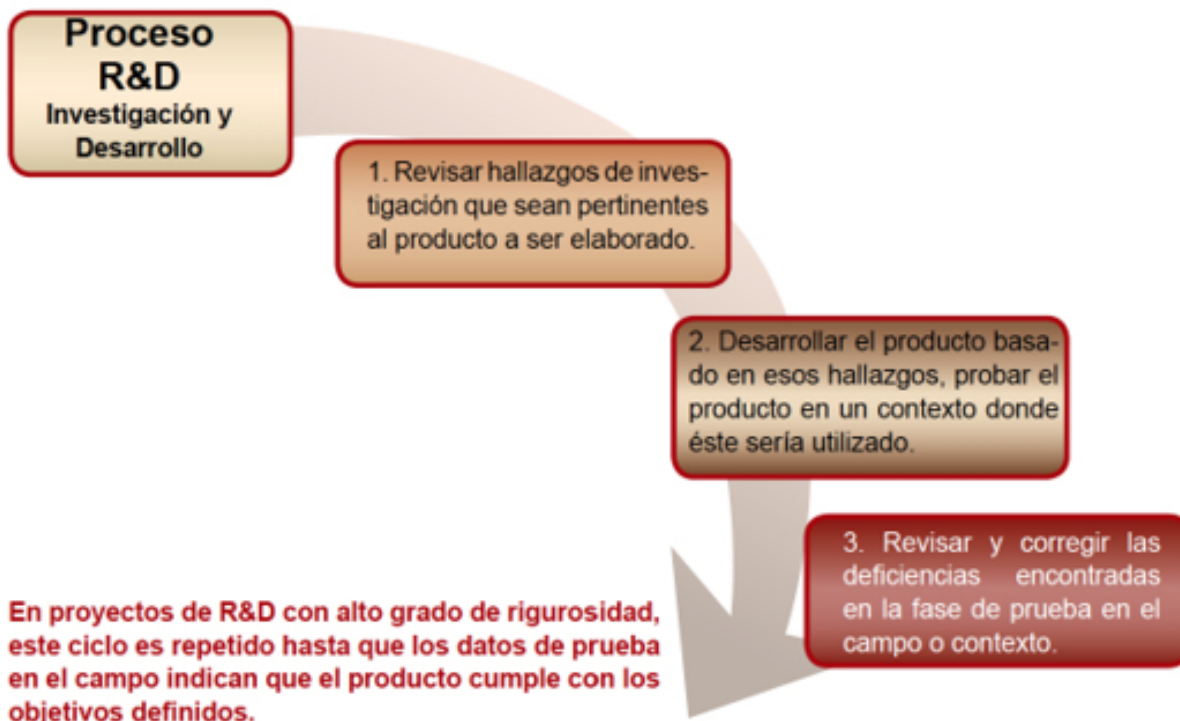 Proceso
R&D
Investigación y
Desarrollo
1. Revisar hallazgos de inves-
tigación que sean pertinentes
al producto a ser elaborado.
2. Desarrollar el producto basa-
do en esos hallazgos, probar el
producto en un contexto donde
éste sería utilizado.
3. Revisar y corregir las
deficiencias encontradas
en la fase de prueba en el
campo o contexto.
En proyectos de R&D con alto grado de rigurosidad,
este ciclo es repetido hasta que los datos de prueba
en el campo indican que el producto cumple con los
objetivos definidos.